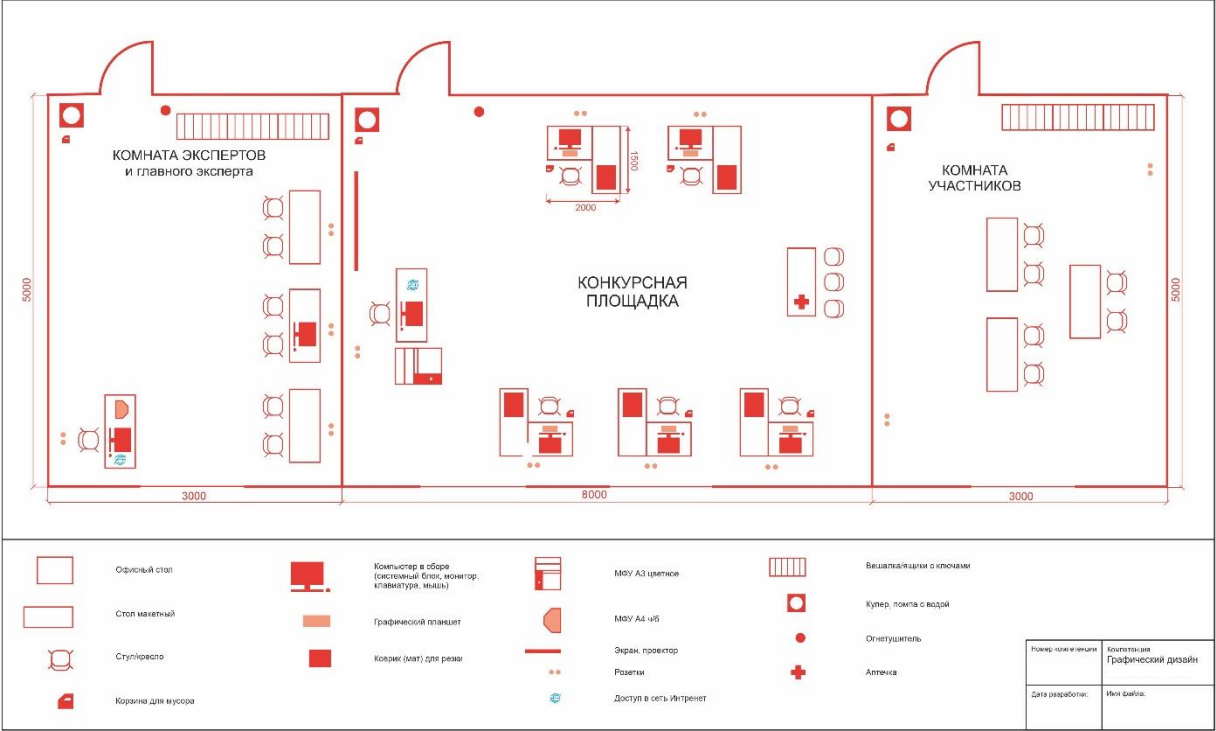 КОМНАТА ЭКСПЕРТОВ
и главного эксперта
КОНКУРСНАЯ
ПЛОЩАДКА
КОМНАТА
УЧАСТНИКОВ
1500
2000
5000
5000
3000
8000
3000
Офисный стол
Стол макетный
Стул/кресло
Корзина для мусора
Компьютер в сборе
(системный блок, монитор,
клавиатура, мышь)
Графический планшет
Коврик (мат) для резки
МФУ А3 цветное
МФУ А4 ч/б
Экран, проектор
Розетки
Доступ в сеть Интренет
Вешалка/ящики с ключами
Купер, помпа с водой
Огнетушитель
Аптечка
Номер компетенции
Компетенция
Графический дизайн
Дата разработки:
Имя файла: